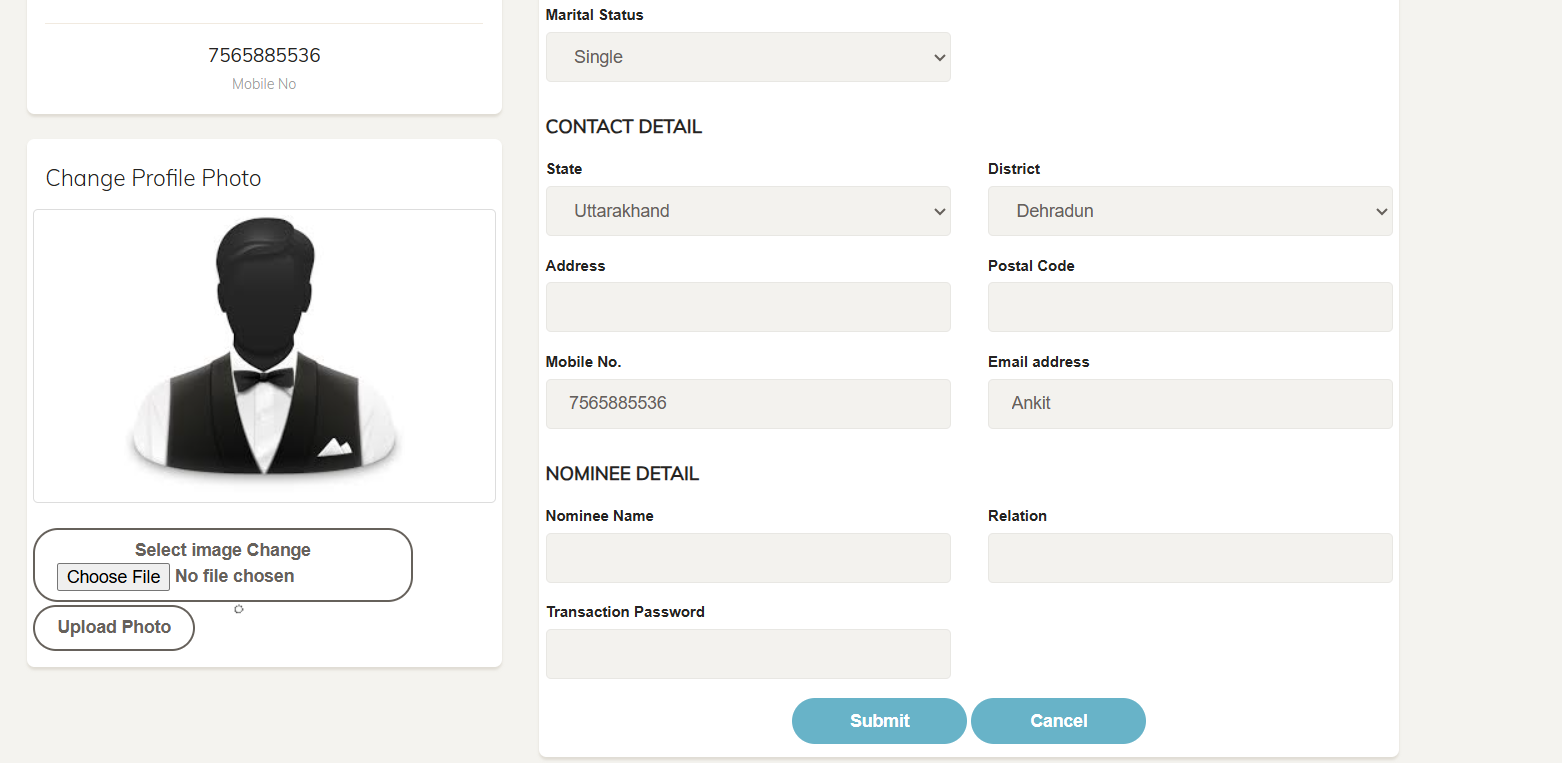 7565885536
Mobile No
Change Profile Photo
Select image Change
Choose File No file chosen
Upload Photo
Marital Status
Single
CONTACT DETAIL
State District
Uttarakhand Dehradun
Address Postal Code
Mobile No. Email address
7565885536 Ankit
NOMINEE DETAIL
Nominee Name Relation
Transaction Password
Submit Cancel